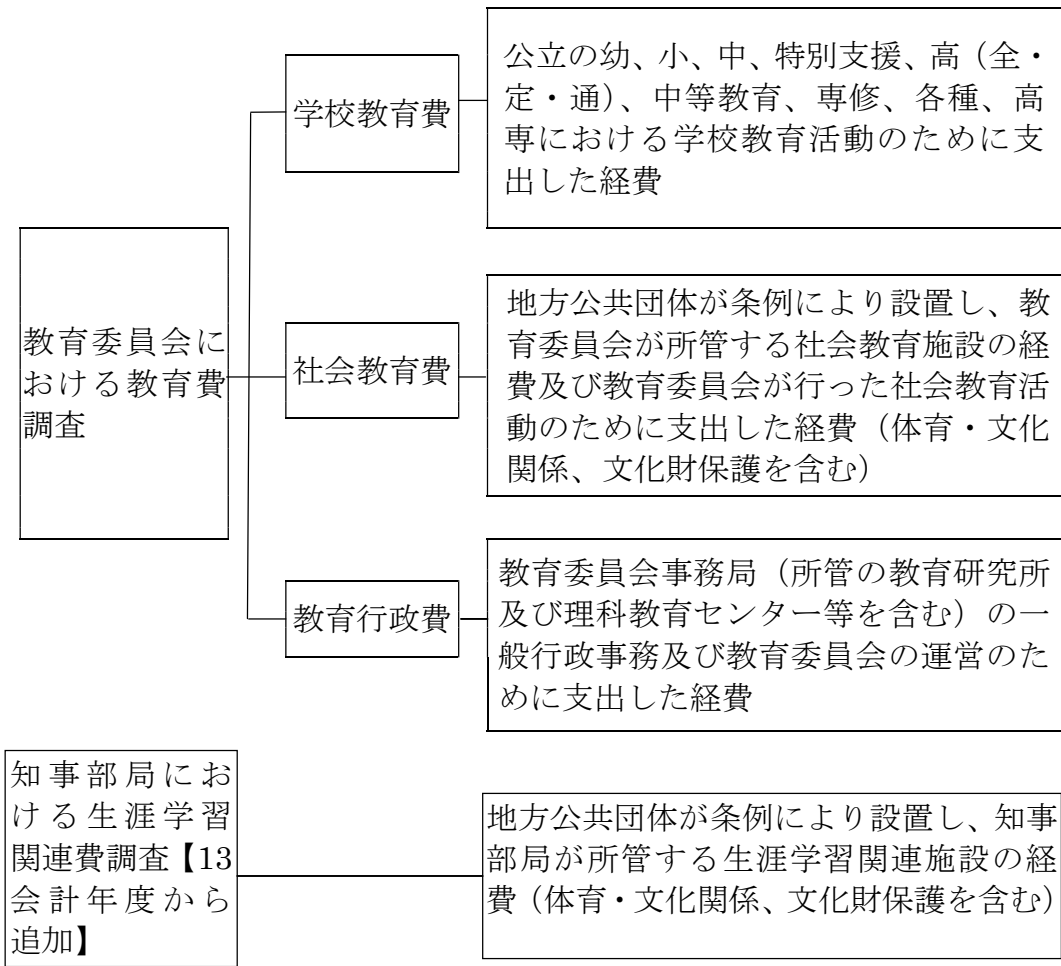 学校教育費
公立の幼、小、中、特別支援、高（全・
定・通）、中等教育、専修、各種、高
専における学校教育活動のために支
出した経費
教育委員会に
おける教育費
調査
社会教育費
地方公共団体が条例により設置し、教
育委員会が所管する社会教育施設の経
費及び教育委員会が行った社会教育活
動のために支出した経費（体育・文化
関係、文化財保護を含む）
教育行政費
教育委員会事務局（所管の教育研究所
及び理科教育センター等を含む）の一
般行政事務及び教育委員会の運営のた
めに支出した経費
知事部局にお
ける生涯学習
関連費調査【13
会計年度から
追加】
地方公共団体が条例により設置し、知事
部局が所管する生涯学習関連施設の経
費（体育・文化関係、文化財保護を含む）